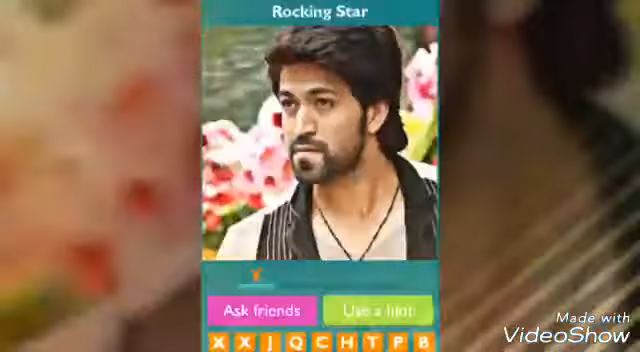 Rocking Star
Y
Ask friends
Use a hint
X X J Q C H T P B
Made with
VideoShow